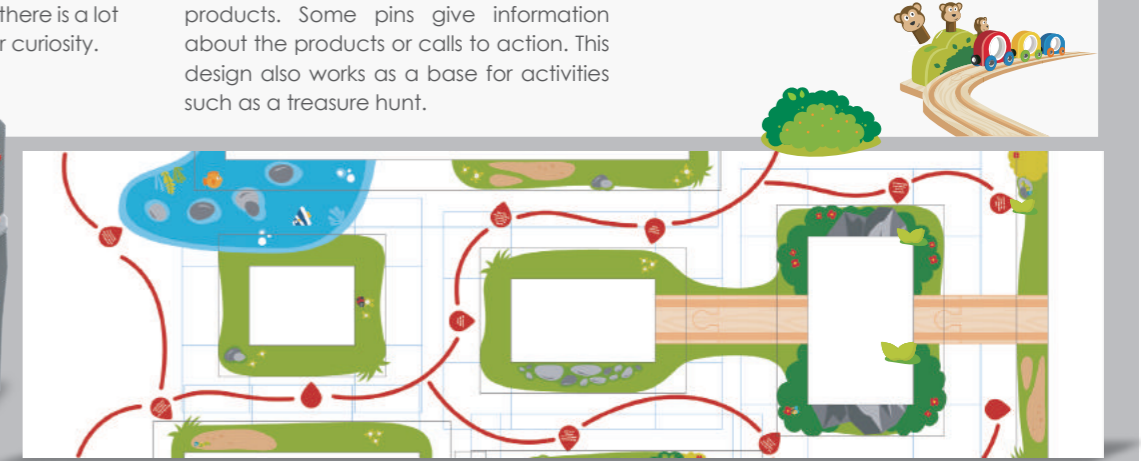 there is a lot
r curiosity.
products. Some pins give information
about the products or calls to action. This
design also works as a base for activities
such as a treasure hunt.